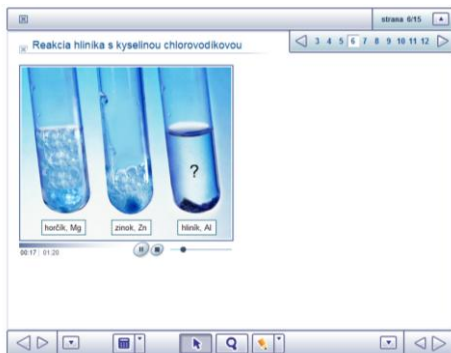 strana 6/15
Reakcia hliníka s kyselinou chlorovodíkovou
3 4 5 6 7 8 9 10 11 12
?
horčík, Mg
zinok, Zn
hliník, Al
00:17 | 01:20